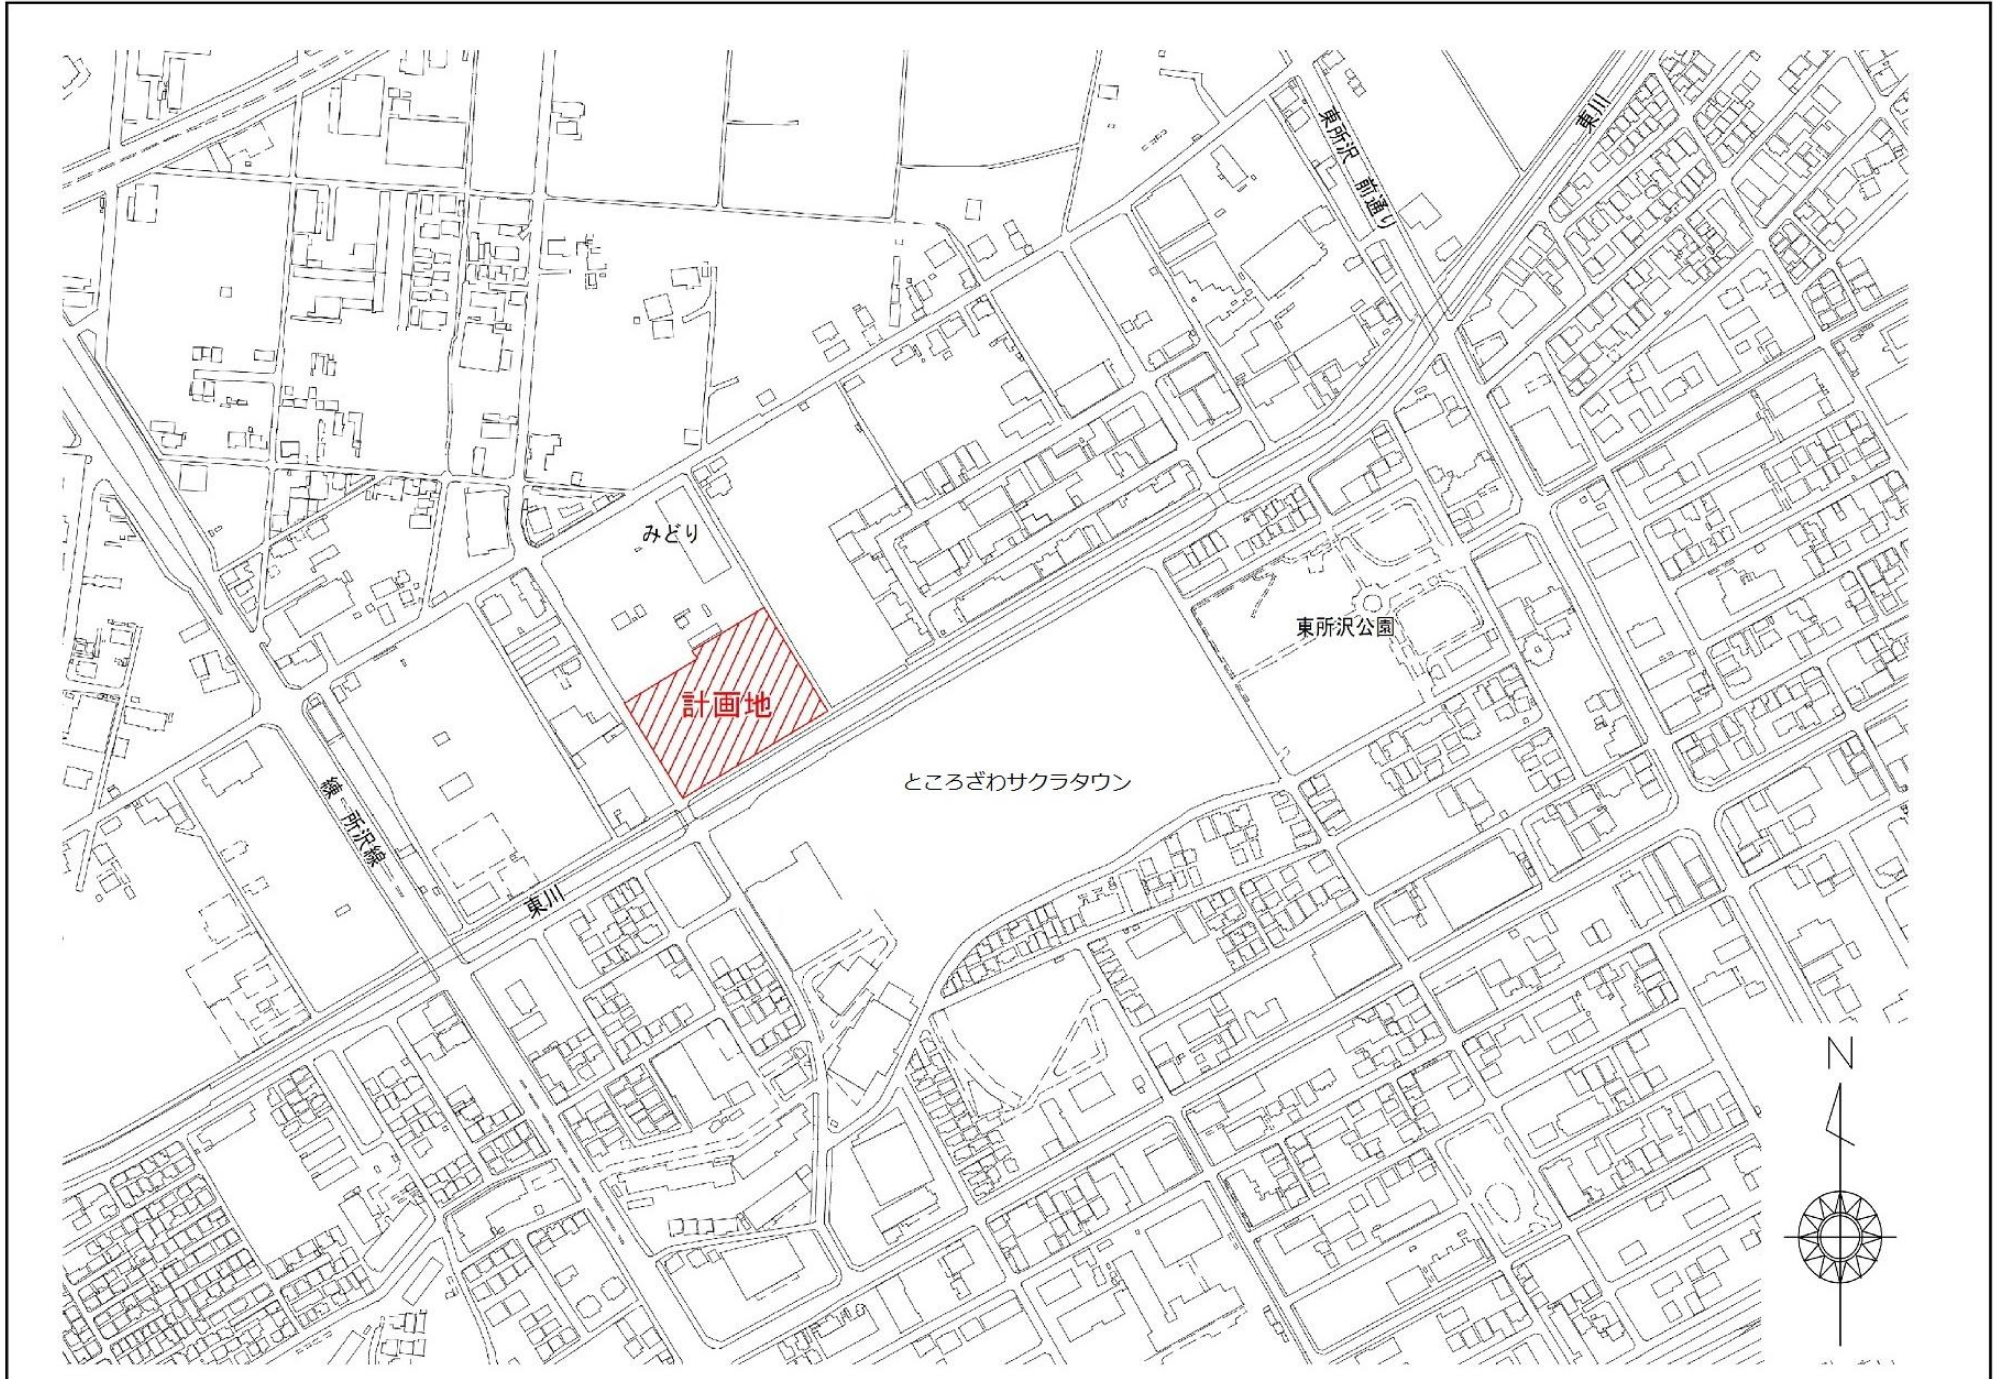 東川
東所沢 前通り
みどり
東所沢公園
計画地
ところざわサクラタウン
練 所沢線
東川
N